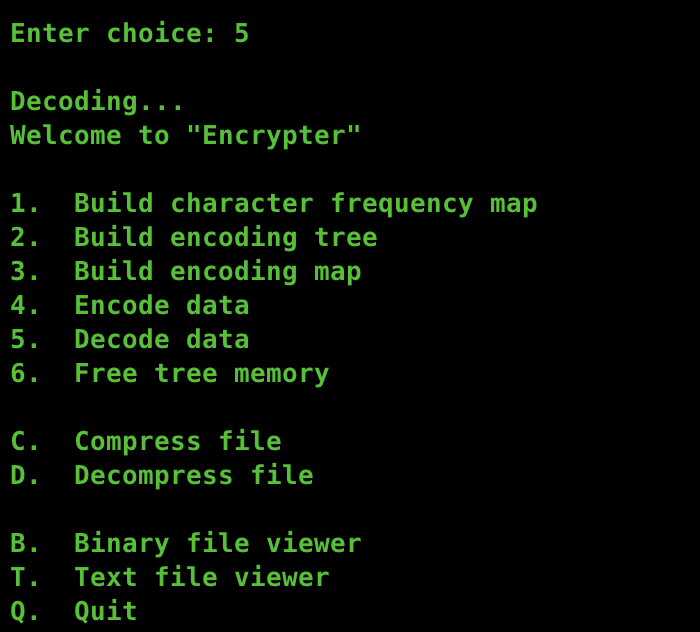 Enter choice: 5
Decoding...
Welcome to "Encrypter"
1.  Build character frequency map
2.  Build encoding tree
3.  Build encoding map
4.  Encode data
5.  Decode data
6.  Free tree memory
C.  Compress file
D.  Decompress file
B.  Binary file viewer
T.  Text file viewer
Q.  Quit